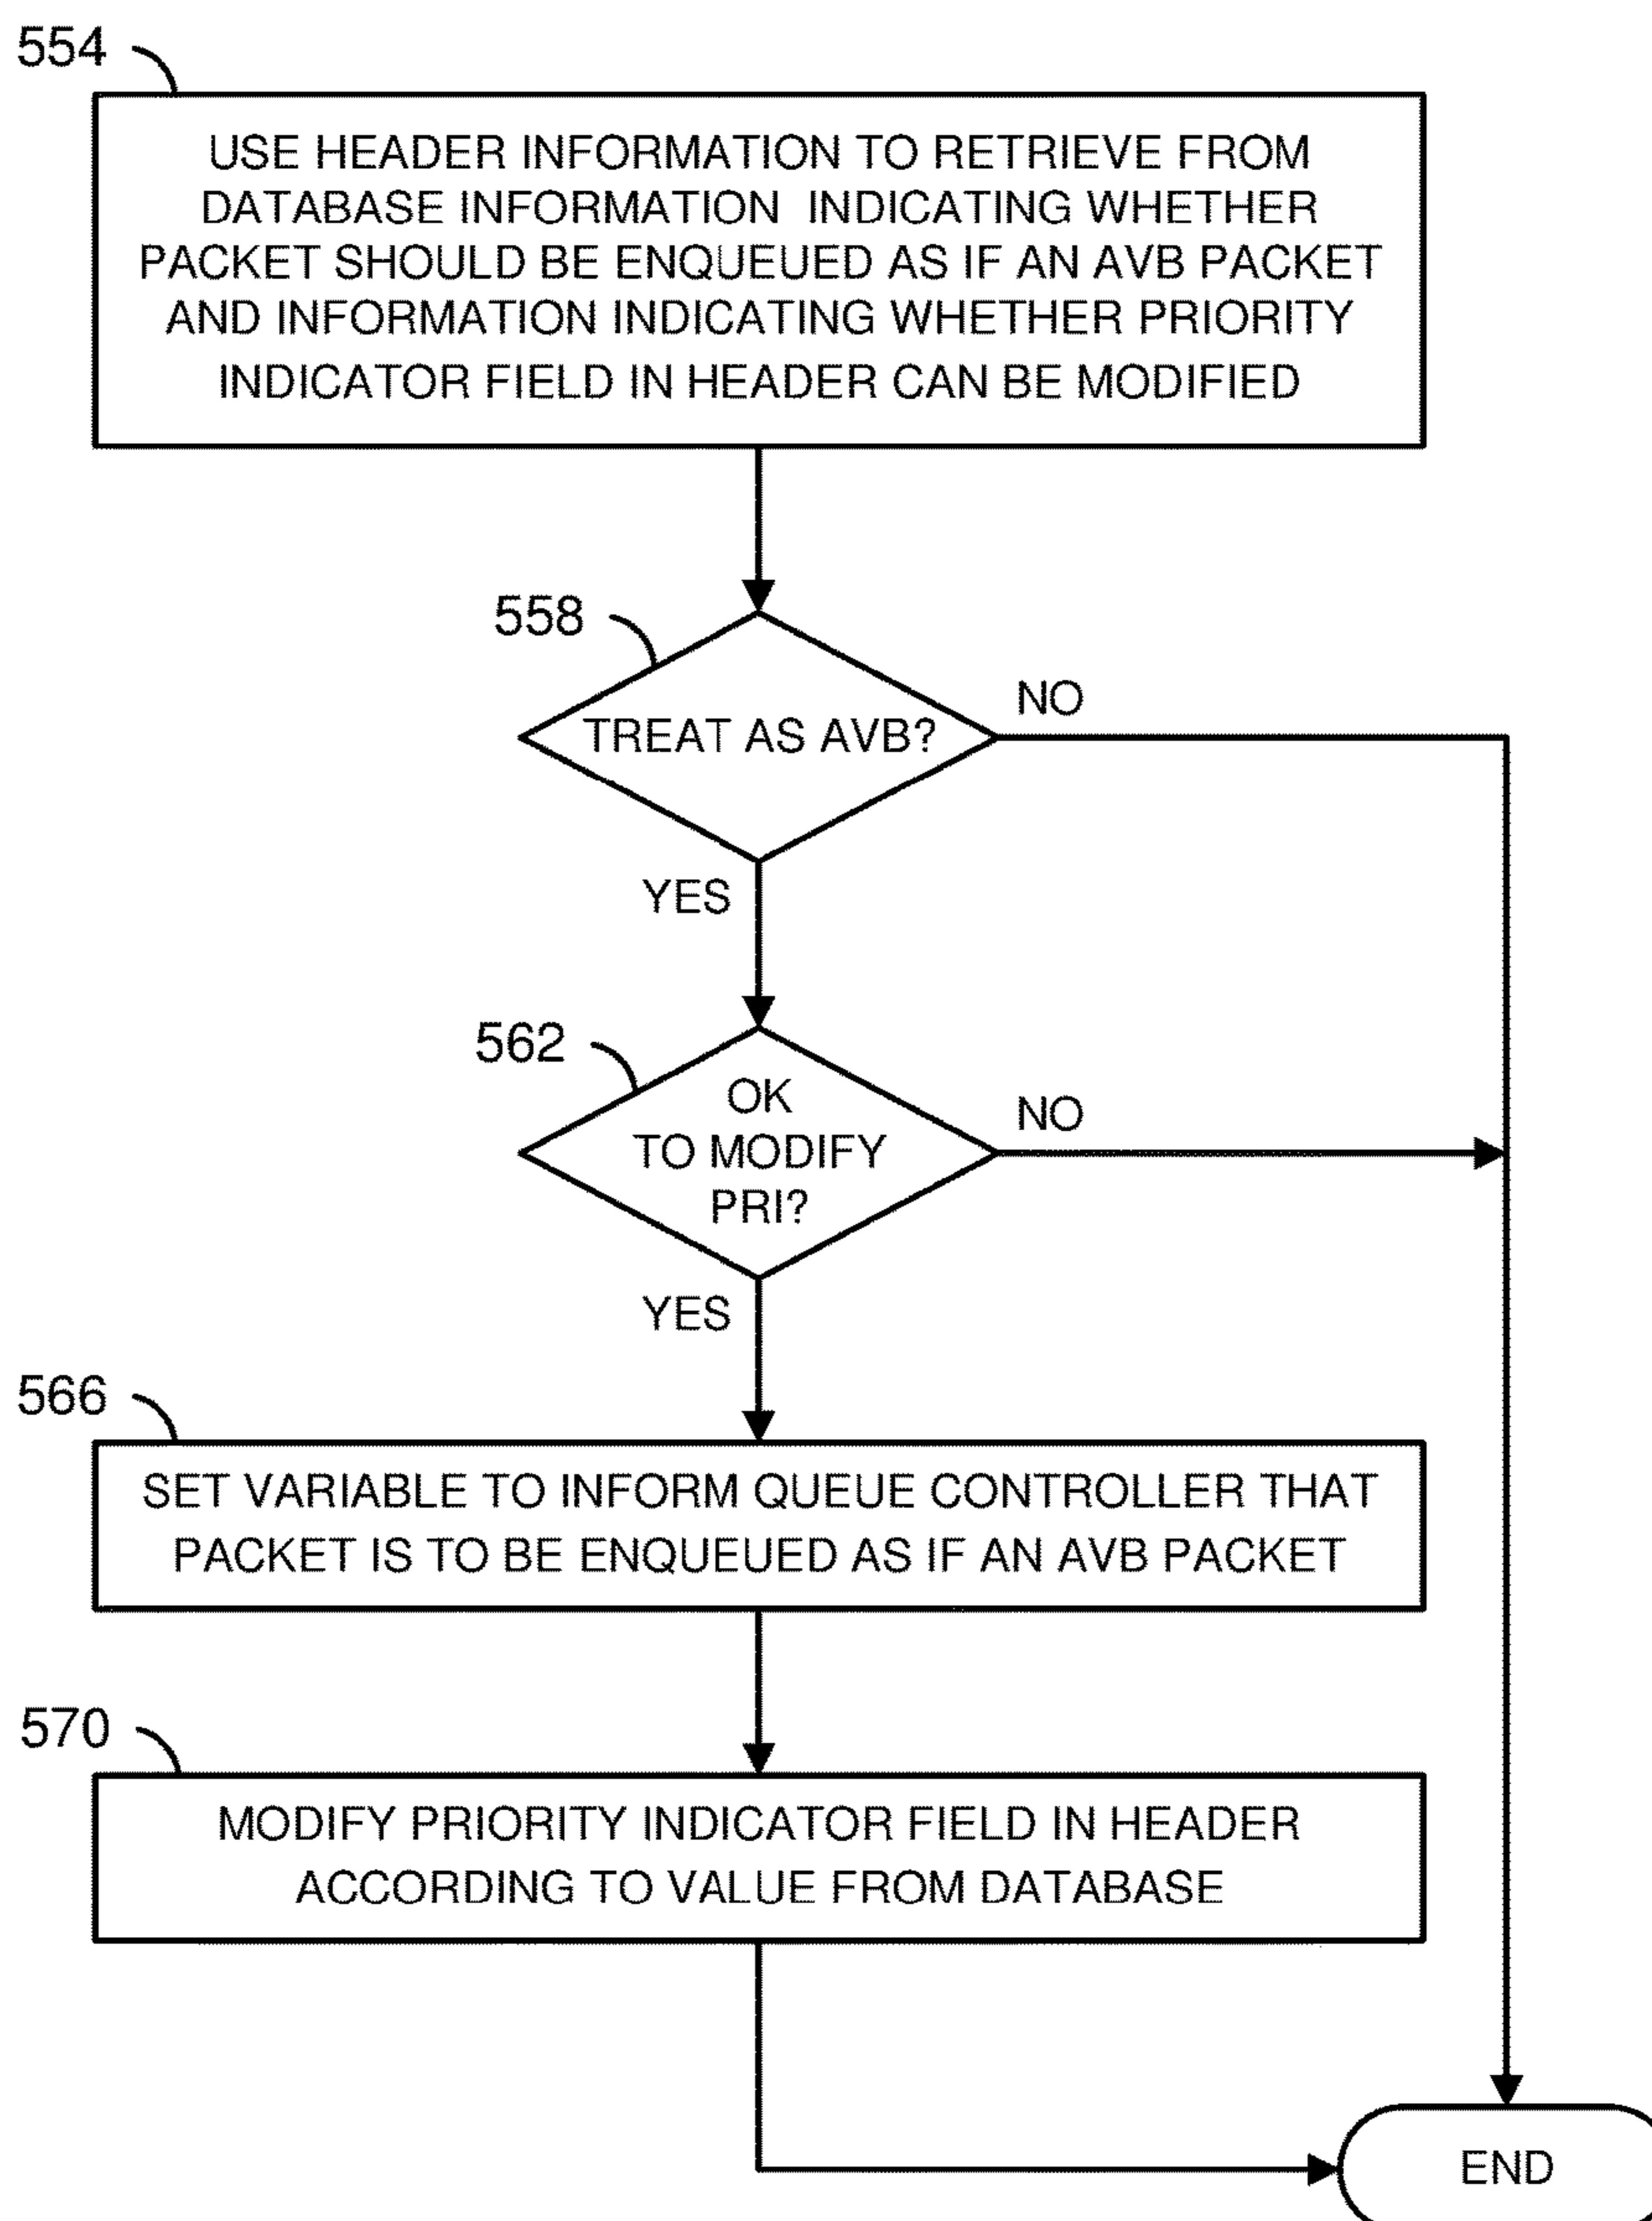 554
USE HEADER INFORMATION TO RETRIEVE FROM
DATABASE INFORMATION INDICATING WHETHER
PACKET SHOULD BE ENQUEUED AS IF AN AVB PACKET
AND INFORMATION INDICATING WHETHER PRIORITY
INDICATOR FIELD IN HEADER CAN BE MODIFIED
558
TREAT AS AVB?
NO
YES
562
OK
TO MODIFY
PRI?
NO
YES
566
SET VARIABLE TO INFORM QUEUE CONTROLLER THAT
PACKET IS TO BE ENQUEUED AS IF AN AVB PACKET
570
MODIFY PRIORITY INDICATOR FIELD IN HEADER
ACCORDING TO VALUE FROM DATABASE
END